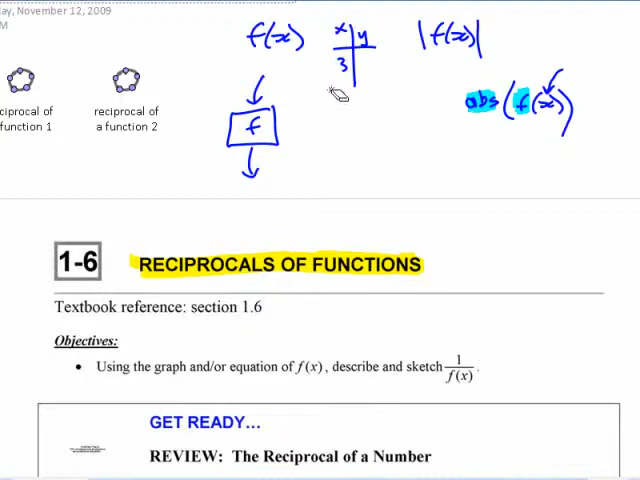 day, November 12, 2009
M
f(x)
x y
3
|f(x)|
abs (f(x))
f
ciprocal of
function 1
reciprocal of
a function 2
1-6 RECIPROCALS OF FUNCTIONS
Textbook reference: section 1.6
Objectives:
• Using the graph and/or equation of f(x), describe and sketch 1/f(x).
GET READY…
REVIEW: The Reciprocal of a Number